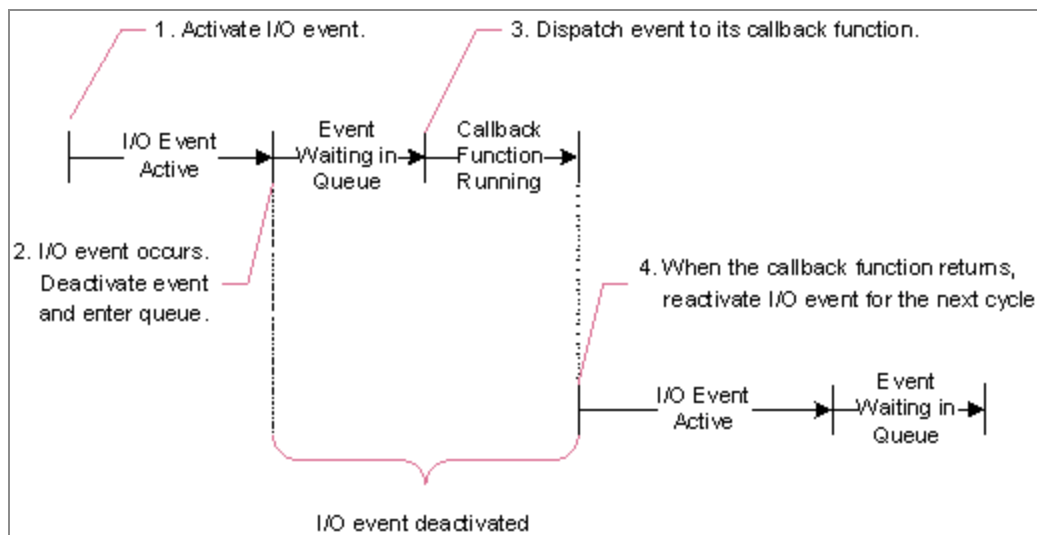 1. Activate I/O event.
3. Dispatch event to its callback function.
I/O Event
Active
Event
Waiting in
Queue
Callback
Function
Running
2. I/O event occurs.
Deactivate event
and enter queue.
4. When the callback function returns,
reactivate I/O event for the next cycle
I/O Event
Active
Event
Waiting in
Queue
I/O event deactivated